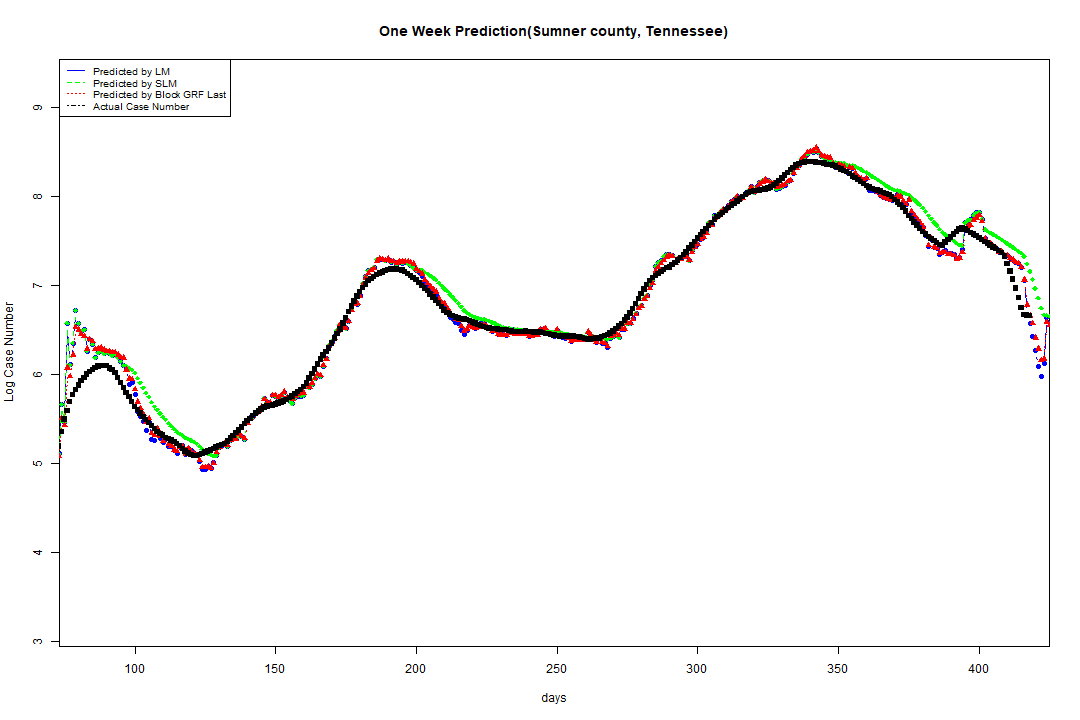 One Week Prediction(Sumner county, Tennessee)
Predicted by LM
Predicted by SLM
Predicted by Block GRF Last
Actual Case Number
9
8
7
6
5
4
3
Log Case Number
100 150 200 250 300 350 400
days